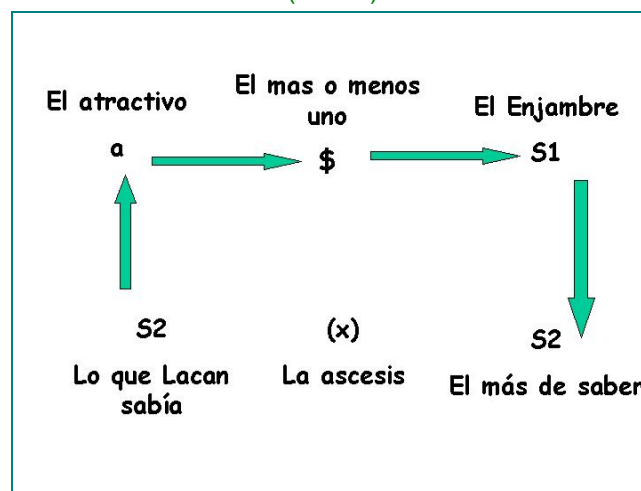 El atractivo
El mas o menos
uno
El Enjambre
a
$
S1
S2
(x)
S2
Lo que Lacan
sabía
La ascesis
El más de saber